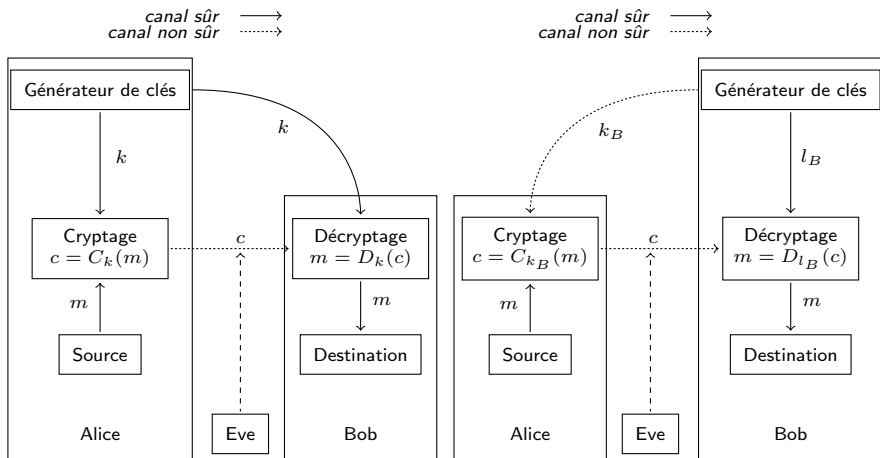 canal sûr
canal non sûr
Générateur de clés
k
k
Cryptage
c = C_k(m)
c
Décryptage
m = D_k(c)
m
m
Source
Destination
Alice
Eve
Bob
canal sûr
canal non sûr
Générateur de clés
k_B
l_B
Cryptage
c = C_{k_B}(m)
c
Décryptage
m = D_{l_B}(c)
m
m
Source
Destination
Alice
Eve
Bob